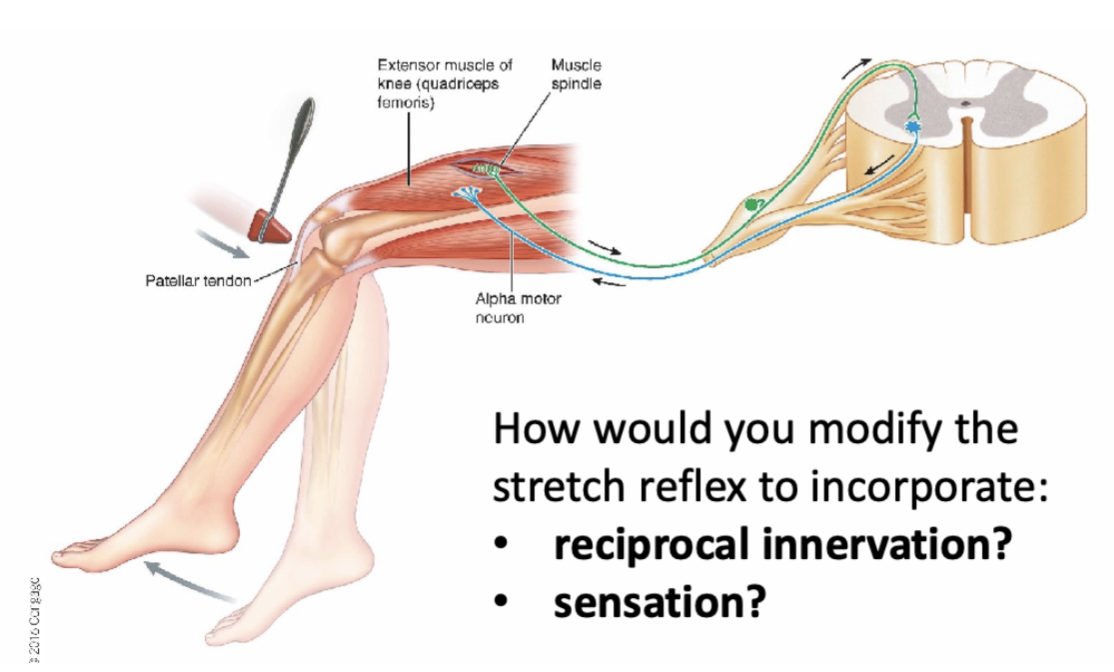 Extensor muscle of
knee (quadriceps
femoris)
Muscle
spindle
Patellar tendon
Alpha motor
neuron
How would you modify the
stretch reflex to incorporate:
• reciprocal innervation?
• sensation?
© 2016 Cengage